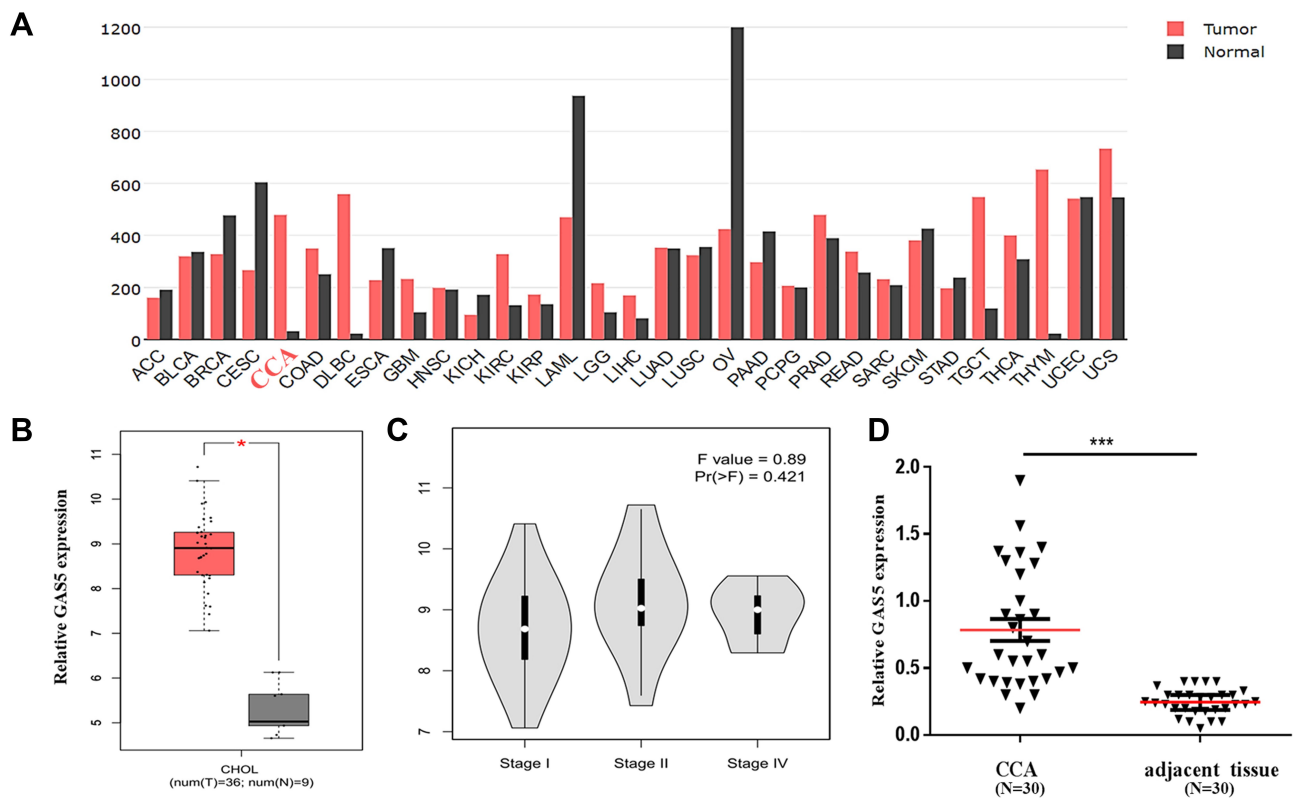 A
1200
1000
800
600
400
200
0
Tumor
Normal
ACC
BLCA
BRCA
CESC
CCA
COAD
DLBC
ESCA
GBM
HNSC
KICH
KIRC
KIRP
LAML
LGG
LIHC
LUAD
LUSC
OV
PAAD
PCPG
PRAD
READ
SARC
SKCM
STAD
TGCT
THCA
THYM
UCEC
UCS
B
Relative GAS5 expression
11
10
9
8
7
6
5
*
CHOL
(num(T)=36; num(N)=9)
C
F value = 0.89
Pr(>F) = 0.421
11
10
9
8
7
Stage I
Stage II
Stage IV
D
***
Relative GAS5 expression
2.0
1.5
1.0
0.5
0.0
CCA
(N=30)
adjacent tissue
(N=30)